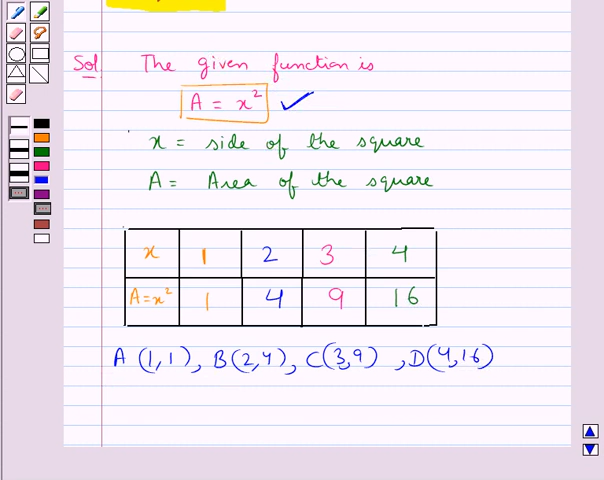 Sol. The given function is
A = x²
x = side of the square
A = Area of the square
x 1 2 3 4
A=x² 1 4 9 16
A (1,1), B(2,4), C(3,9) , D(4,16)